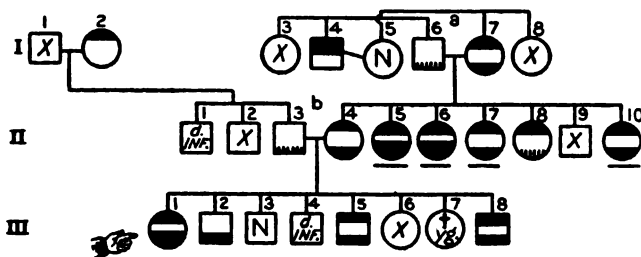 1 2 3 4 5 6 a 7 8
I X X N X
b
1 2 3 4 5 6 7 8 9 10
II d. INF. X X
1 2 3 4 5 6 7 8
III N d. INF. X yg.